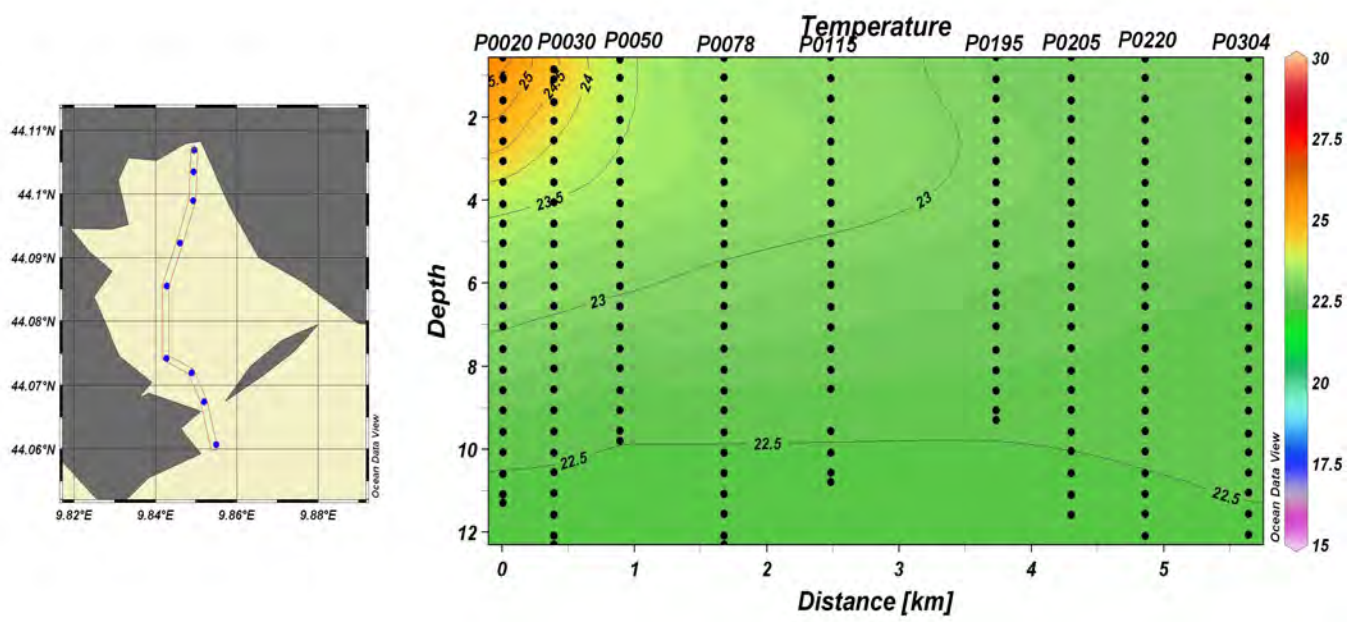 44.11°N
44.1°N
44.09°N
44.08°N
44.07°N
44.06°N
9.82°E 9.84°E 9.86°E 9.88°E
Ocean Data View
Temperature
P0020 P0030 P0050 P0078 P0115 P0195 P0205 P0220 P0304
Depth
2
4
6
8
10
12
5. 25 24.5 24
23.5
23
23
22.5
22.5
22.5
0 1 2 3 4 5
Distance [km]
Ocean Data View
30
27.5
25
22.5
20
17.5
15